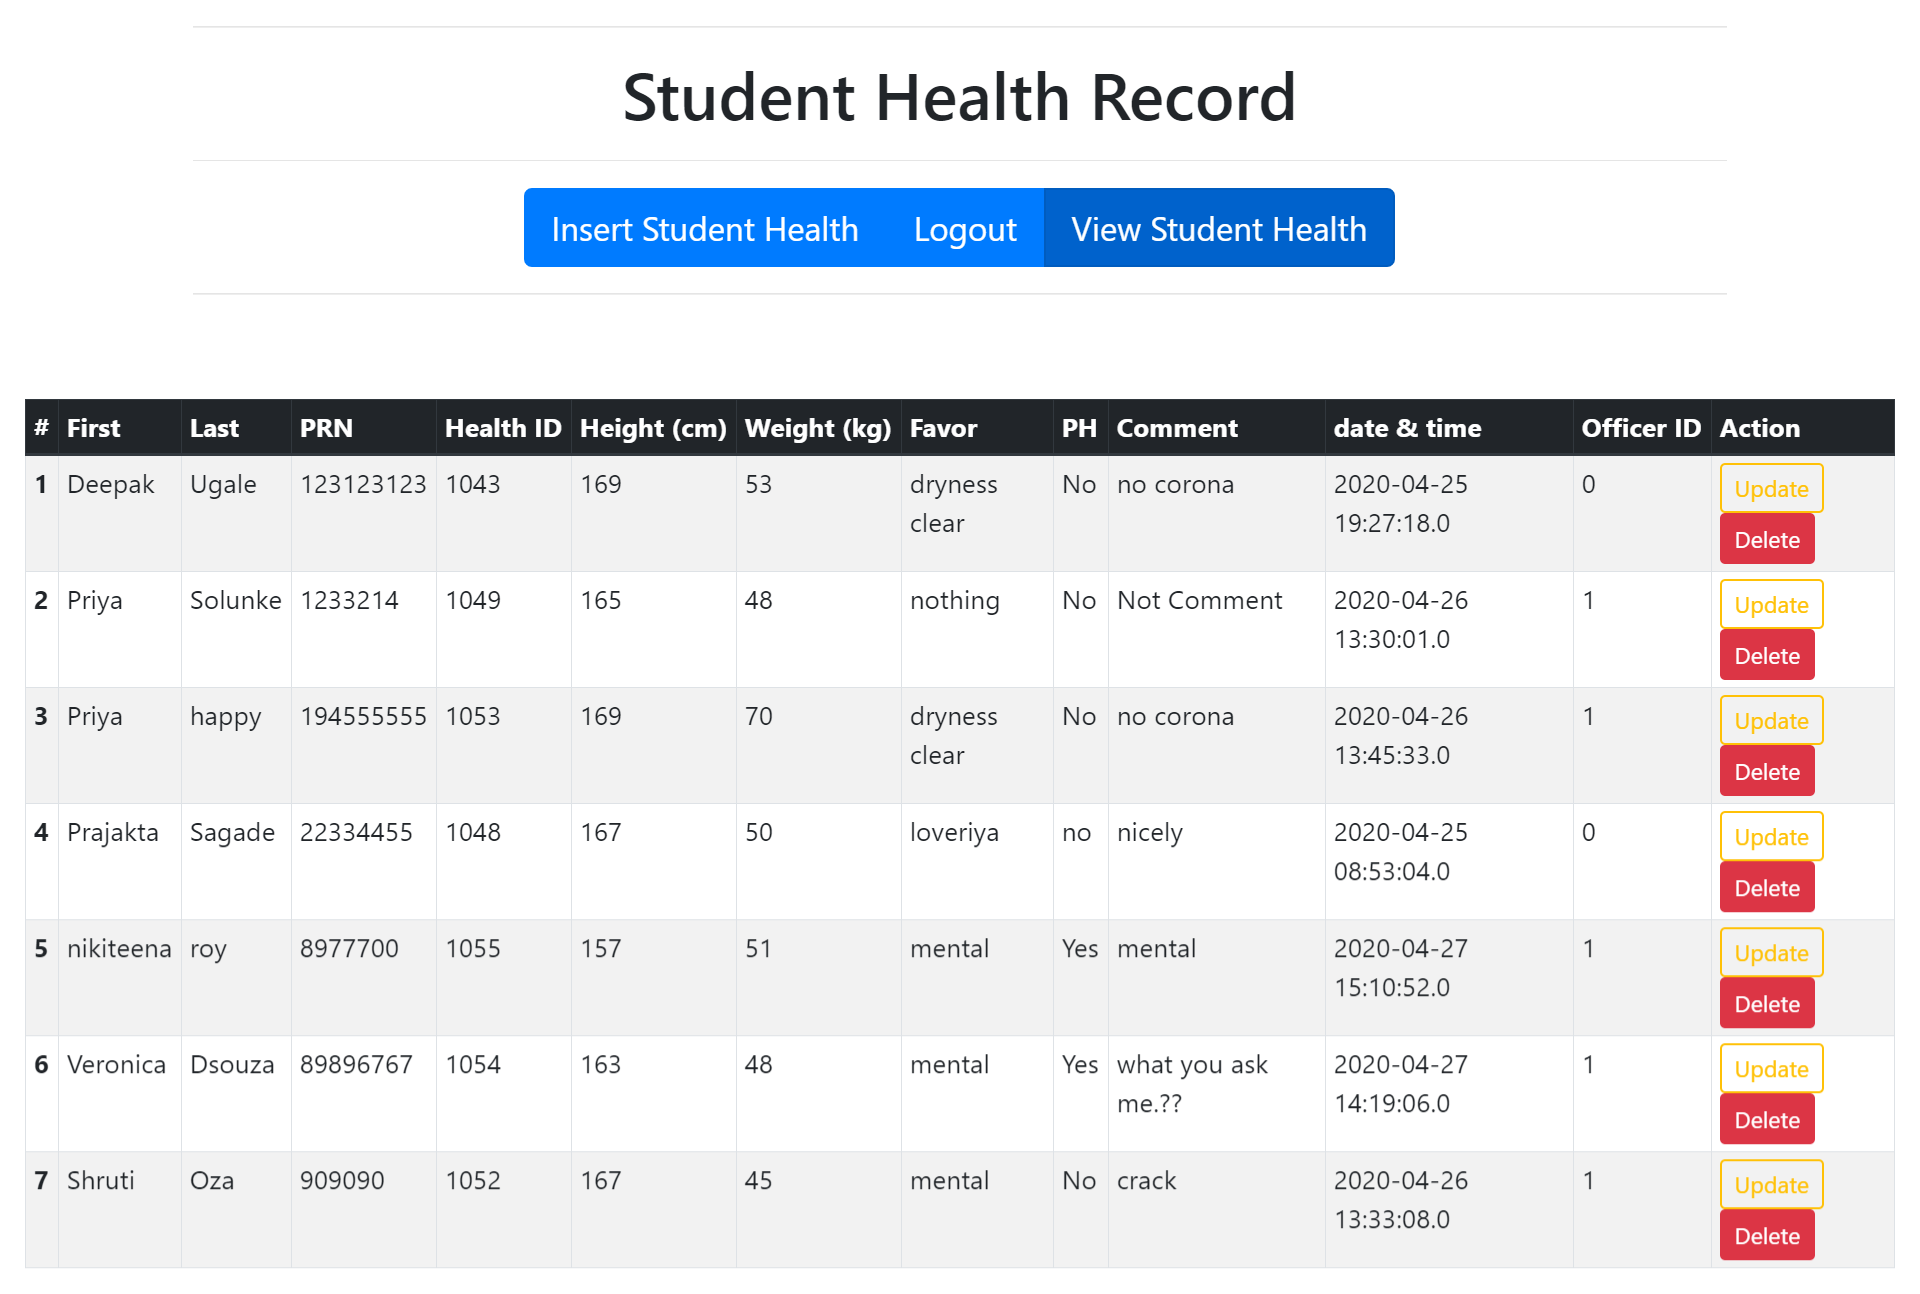 Student Health Record
Insert Student Health Logout View Student Health
# First Last PRN Health ID Height (cm) Weight (kg) Favor PH Comment date & time Officer ID Action
1 Deepak Ugale 123123123 1043 169 53 dryness No no corona 2020-04-25 0 Update
clear 19:27:18.0
Delete
2 Priya Solunke 1233214 1049 165 48 nothing No Not Comment 2020-04-26 1 Update
13:30:01.0
Delete
3 Priya happy 194555555 1053 169 70 dryness No no corona 2020-04-26 1 Update
clear 13:45:33.0
Delete
4 Prajakta Sagade 22334455 1048 167 50 loveriya no nicely 2020-04-25 0 Update
08:53:04.0
Delete
5 nikiteena roy 8977700 1055 157 51 mental Yes mental 2020-04-27 1 Update
15:10:52.0
Delete
6 Veronica Dsouza 89896767 1054 163 48 mental Yes what you ask 2020-04-27 1 Update
me.?? 14:19:06.0
Delete
7 Shruti Oza 909090 1052 167 45 mental No crack 2020-04-26 1 Update
13:33:08.0
Delete